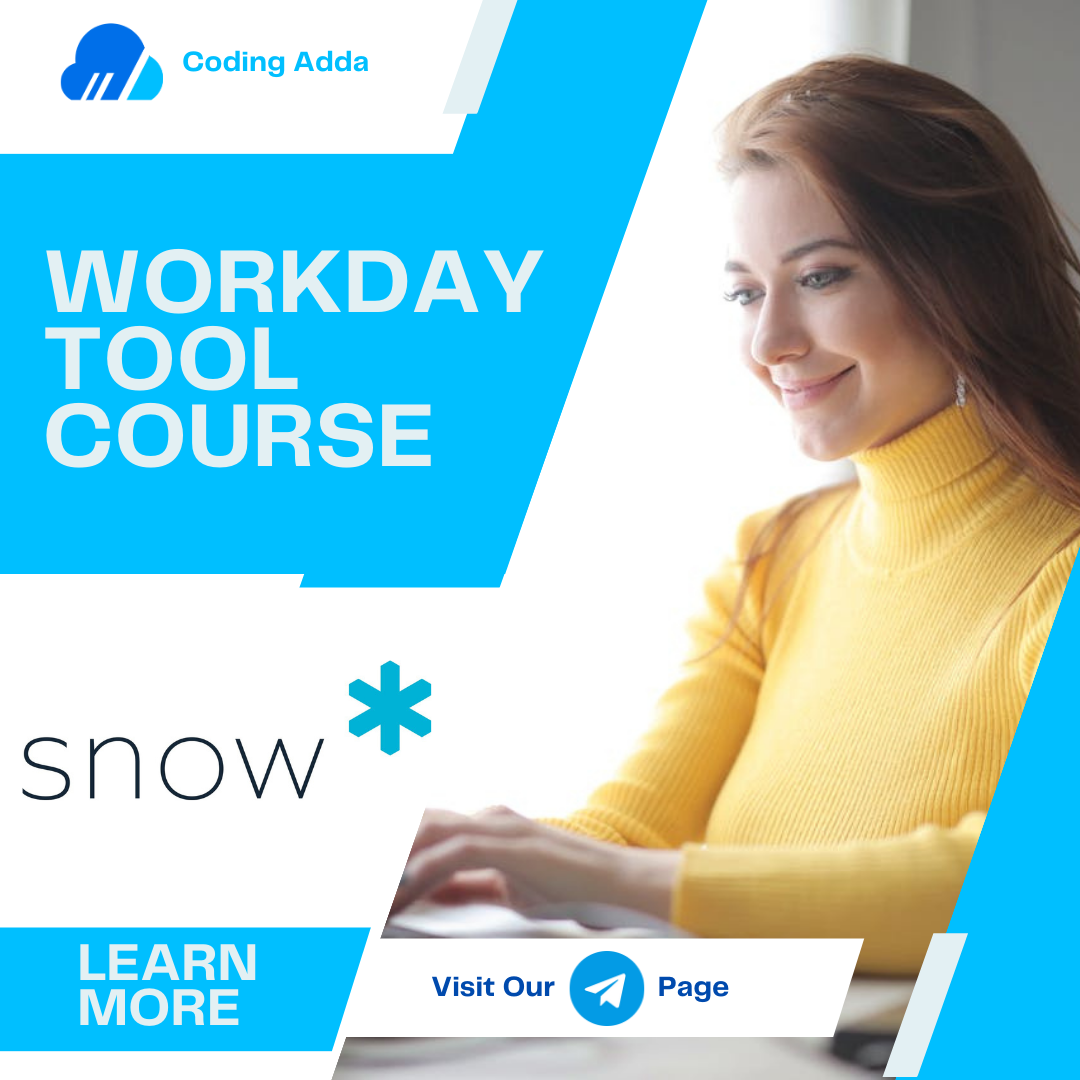 Coding Adda
WORKDAY
TOOL
COURSE
snow
LEARN
MORE
Visit Our Page